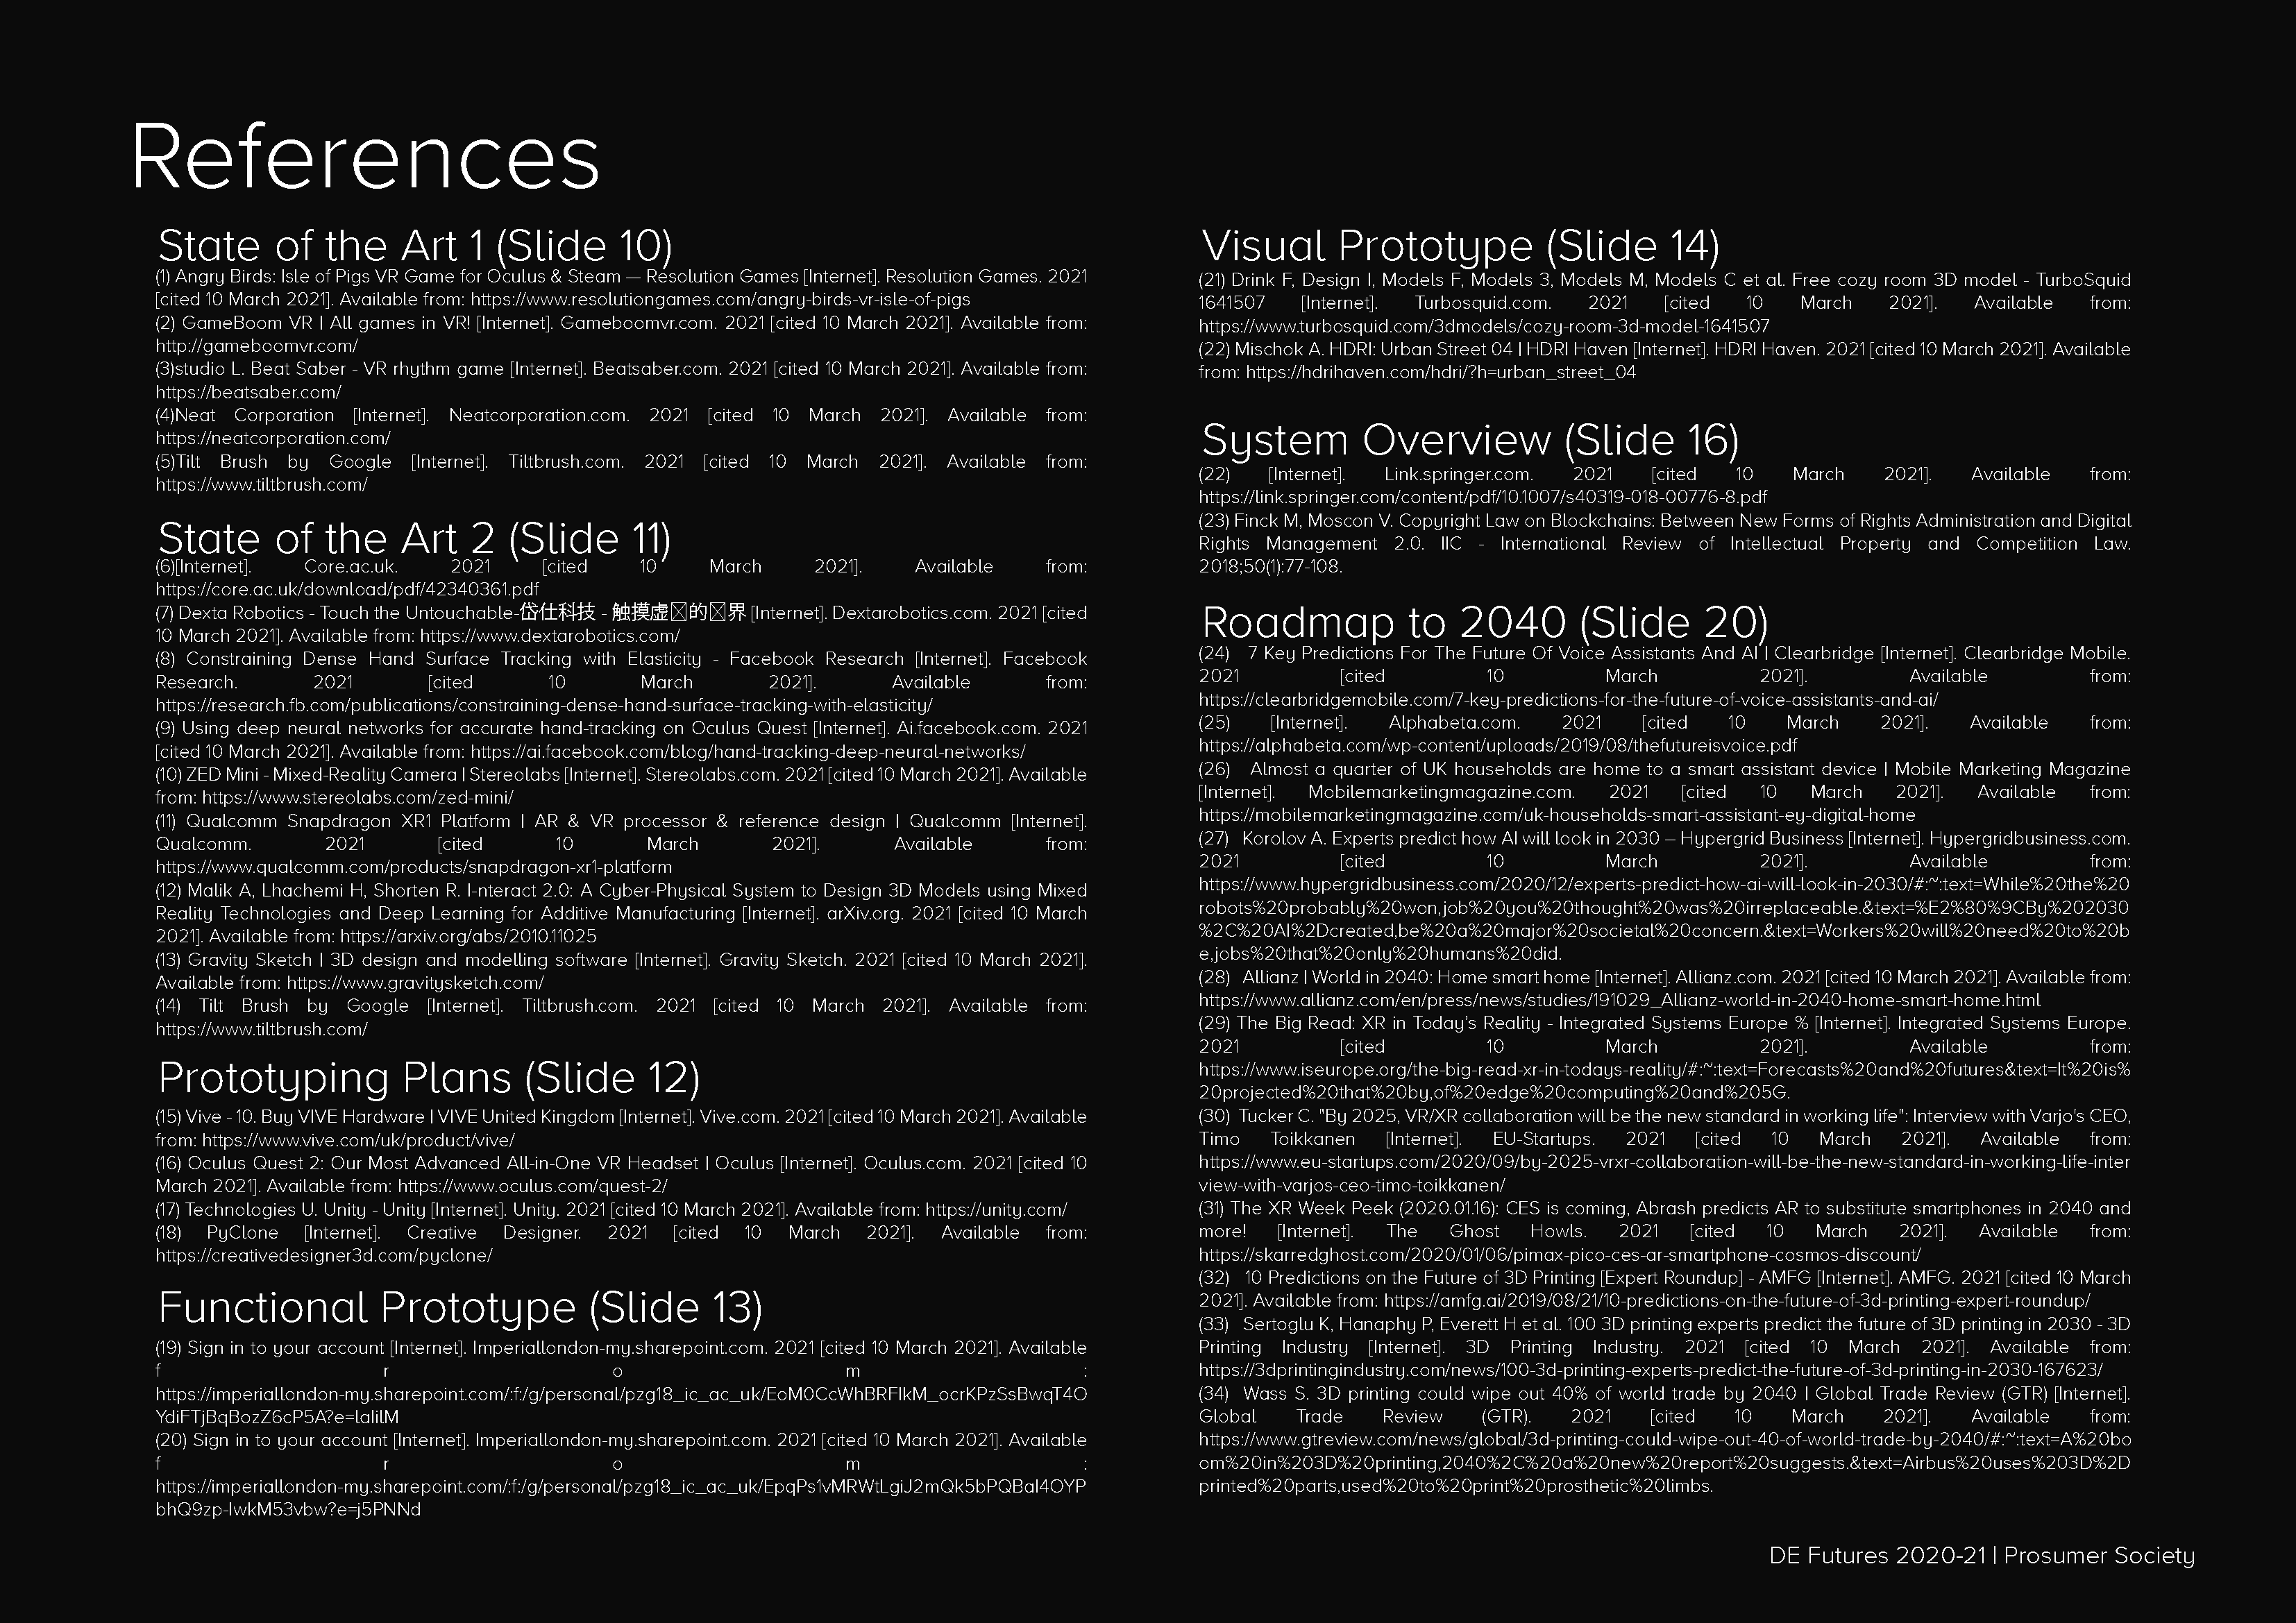 References
State of the Art 1 (Slide 10)
(1) Angry Birds: Isle of Pigs VR Game for Oculus & Steam — Resolution Games [Internet]. Resolution Games. 2021
[cited 10 March 2021]. Available from: https://www.resolutiongames.com/angry-birds-vr-isle-of-pigs
(2) GameBoom VR | All games in VR! [Internet]. Gameboomvr.com. 2021 [cited 10 March 2021]. Available from:
http://gameboomvr.com/
(3)studio L. Beat Saber - VR rhythm game [Internet]. Beatsaber.com. 2021 [cited 10 March 2021]. Available from:
https://beatsaber.com/
(4)Neat Corporation [Internet]. Neatcorporation.com. 2021 [cited 10 March 2021]. Available from:
https://neatcorporation.com/
(5)Tilt Brush by Google [Internet]. Tiltbrush.com. 2021 [cited 10 March 2021]. Available from:
https://www.tiltbrush.com/
State of the Art 2 (Slide 11)
(6)[Internet]. Core.ac.uk. 2021 [cited 10 March 2021]. Available from:
https://core.ac.uk/download/pdf/42340361.pdf
(7) Dexta Robotics - Touch the Untouchable-岱仕科技 - 触摸虚的界 [Internet]. Dextarobotics.com. 2021 [cited
10 March 2021]. Available from: https://www.dextarobotics.com/
(8) Constraining Dense Hand Surface Tracking with Elasticity - Facebook Research [Internet]. Facebook
Research. 2021 [cited 10 March 2021]. Available from:
https://research.fb.com/publications/constraining-dense-hand-surface-tracking-with-elasticity/
(9) Using deep neural networks for accurate hand-tracking on Oculus Quest [Internet]. Ai.facebook.com. 2021
[cited 10 March 2021]. Available from: https://ai.facebook.com/blog/hand-tracking-deep-neural-networks/
(10) ZED Mini - Mixed-Reality Camera | Stereolabs [Internet]. Stereolabs.com. 2021 [cited 10 March 2021]. Available
from: https://www.stereolabs.com/zed-mini/
(11) Qualcomm Snapdragon XR1 Platform | AR & VR processor & reference design | Qualcomm [Internet].
Qualcomm. 2021 [cited 10 March 2021]. Available from:
https://www.qualcomm.com/products/snapdragon-xr1-platform
(12) Malik A, Lhachemi H, Shorten R. I-nteract 2.0: A Cyber-Physical System to Design 3D Models using Mixed
Reality Technologies and Deep Learning for Additive Manufacturing [Internet]. arXiv.org. 2021 [cited 10 March
2021]. Available from: https://arxiv.org/abs/2010.11025
(13) Gravity Sketch | 3D design and modelling software [Internet]. Gravity Sketch. 2021 [cited 10 March 2021].
Available from: https://www.gravitysketch.com/
(14) Tilt Brush by Google [Internet]. Tiltbrush.com. 2021 [cited 10 March 2021]. Available from:
https://www.tiltbrush.com/
Prototyping Plans (Slide 12)
(15) Vive - 10. Buy VIVE Hardware | VIVE United Kingdom [Internet]. Vive.com. 2021 [cited 10 March 2021]. Available
from: https://www.vive.com/uk/product/vive/
(16) Oculus Quest 2: Our Most Advanced All-in-One VR Headset | Oculus [Internet]. Oculus.com. 2021 [cited 10
March 2021]. Available from: https://www.oculus.com/quest-2/
(17) Technologies U. Unity - Unity [Internet]. Unity. 2021 [cited 10 March 2021]. Available from: https://unity.com/
(18) PyClone [Internet]. Creative Designer. 2021 [cited 10 March 2021]. Available from:
https://creativedesigner3d.com/pyclone/
Functional Prototype (Slide 13)
(19) Sign in to your account [Internet]. Imperiallondon-my.sharepoint.com. 2021 [cited 10 March 2021]. Available
f r o m :
https://imperiallondon-my.sharepoint.com/:f:/g/personal/pzg18_ic_ac_uk/EoM0CcWhBRFIkM_ocrKPzSsBwqT4O
YdiFTjBqBozZ6cP5A?e=laIilM
(20) Sign in to your account [Internet]. Imperiallondon-my.sharepoint.com. 2021 [cited 10 March 2021]. Available
f r o m :
https://imperiallondon-my.sharepoint.com/:f:/g/personal/pzg18_ic_ac_uk/EpqPs1vMRWtLgiJ2mQk5bPQBaI4OYP
bhQ9zp-IwkM53vbw?e=j5PNNd
Visual Prototype (Slide 14)
(21) Drink F, Design I, Models F, Models 3, Models M, Models C et al. Free cozy room 3D model - TurboSquid
1641507 [Internet]. Turbosquid.com. 2021 [cited 10 March 2021]. Available from:
https://www.turbosquid.com/3dmodels/cozy-room-3d-model-1641507
(22) Mischok A. HDRI: Urban Street 04 | HDRI Haven [Internet]. HDRI Haven. 2021 [cited 10 March 2021]. Available
from: https://hdrihaven.com/hdri/?h=urban_street_04
System Overview (Slide 16)
(22) [Internet]. Link.springer.com. 2021 [cited 10 March 2021]. Available from:
https://link.springer.com/content/pdf/10.1007/s40319-018-00776-8.pdf
(23) Finck M, Moscon V. Copyright Law on Blockchains: Between New Forms of Rights Administration and Digital
Rights Management 2.0. IIC - International Review of Intellectual Property and Competition Law.
2018;50(1):77-108.
Roadmap to 2040 (Slide 20)
(24) 7 Key Predictions For The Future Of Voice Assistants And AI | Clearbridge [Internet]. Clearbridge Mobile.
2021 [cited 10 March 2021]. Available from:
https://clearbridgemobile.com/7-key-predictions-for-the-future-of-voice-assistants-and-ai/
(25) [Internet]. Alphabeta.com. 2021 [cited 10 March 2021]. Available from:
https://alphabeta.com/wp-content/uploads/2019/08/thefutureisvoice.pdf
(26) Almost a quarter of UK households are home to a smart assistant device | Mobile Marketing Magazine
[Internet]. Mobilemarketingmagazine.com. 2021 [cited 10 March 2021]. Available from:
https://mobilemarketingmagazine.com/uk-households-smart-assistant-ey-digital-home
(27) Korolov A. Experts predict how AI will look in 2030 – Hypergrid Business [Internet]. Hypergridbusiness.com.
2021 [cited 10 March 2021]. Available from:
https://www.hypergridbusiness.com/2020/12/experts-predict-how-ai-will-look-in-2030/#:~:text=While%20the%20
robots%20probably%20won,job%20you%20thought%20was%20irreplaceable.&text=%E2%80%9CBy%202030
%2C%20AI%2Dcreated,be%20a%20major%20societal%20concern.&text=Workers%20will%20need%20to%20b
e,jobs%20that%20only%20humans%20did.
(28) Allianz | World in 2040: Home smart home [Internet]. Allianz.com. 2021 [cited 10 March 2021]. Available from:
https://www.allianz.com/en/press/news/studies/191029_Allianz-world-in-2040-home-smart-home.html
(29) The Big Read: XR in Today's Reality - Integrated Systems Europe % [Internet]. Integrated Systems Europe.
2021 [cited 10 March 2021]. Available from:
https://www.iseurope.org/the-big-read-xr-in-todays-reality/#:~:text=Forecasts%20and%20futures&text=It%20is%
20projected%20that%20by,of%20edge%20computing%20and%205G.
(30) Tucker C. "By 2025, VR/XR collaboration will be the new standard in working life": Interview with Varjo's CEO,
Timo Toikkanen [Internet]. EU-Startups. 2021 [cited 10 March 2021]. Available from:
https://www.eu-startups.com/2020/09/by-2025-vrxr-collaboration-will-be-the-new-standard-in-working-life-inter
view-with-varjos-ceo-timo-toikkanen/
(31) The XR Week Peek (2020.01.16): CES is coming, Abrash predicts AR to substitute smartphones in 2040 and
more! [Internet]. The Ghost Howls. 2021 [cited 10 March 2021]. Available from:
https://skarredghost.com/2020/01/06/pimax-pico-ces-ar-smartphone-cosmos-discount/
(32) 10 Predictions on the Future of 3D Printing [Expert Roundup] - AMFG [Internet]. AMFG. 2021 [cited 10 March
2021]. Available from: https://amfg.ai/2019/08/21/10-predictions-on-the-future-of-3d-printing-expert-roundup/
(33) Sertoglu K, Hanaphy P, Everett H et al. 100 3D printing experts predict the future of 3D printing in 2030 - 3D
Printing Industry [Internet]. 3D Printing Industry. 2021 [cited 10 March 2021]. Available from:
https://3dprintingindustry.com/news/100-3d-printing-experts-predict-the-future-of-3d-printing-in-2030-167623/
(34) Wass S. 3D printing could wipe out 40% of world trade by 2040 | Global Trade Review (GTR) [Internet].
Global Trade Review (GTR). 2021 [cited 10 March 2021]. Available from:
https://www.gtreview.com/news/global/3d-printing-could-wipe-out-40-of-world-trade-by-2040/#:~:text=A%20bo
om%20in%203D%20printing,2040%2C%20a%20new%20report%20suggests.&text=Airbus%20uses%203D%2D
printed%20parts,used%20to%20print%20prosthetic%20limbs.
DE Futures 2020-21 | Prosumer Society